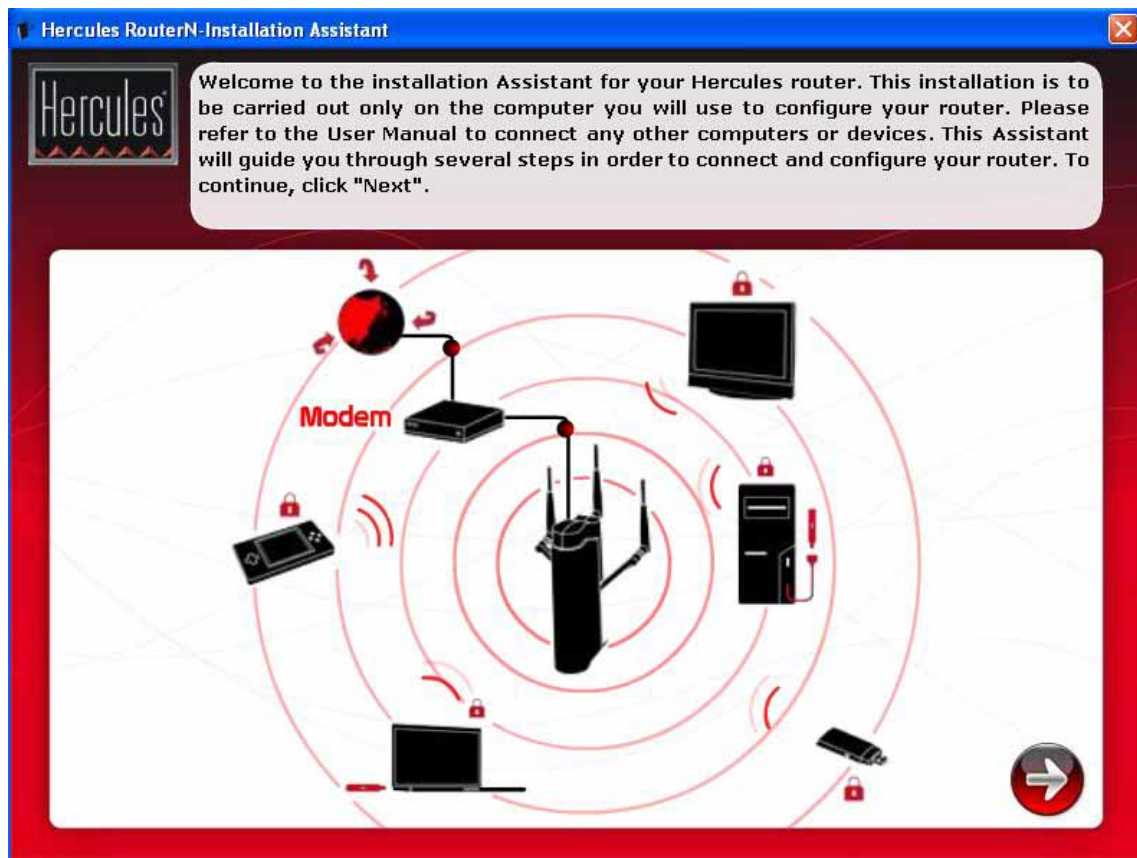 Hercules RouterN-Installation Assistant
Hercules
Welcome to the installation Assistant for your Hercules router. This installation is to
be carried out only on the computer you will use to configure your router. Please
refer to the User Manual to connect any other computers or devices. This Assistant
will guide you through several steps in order to connect and configure your router. To
continue, click "Next".
Modem